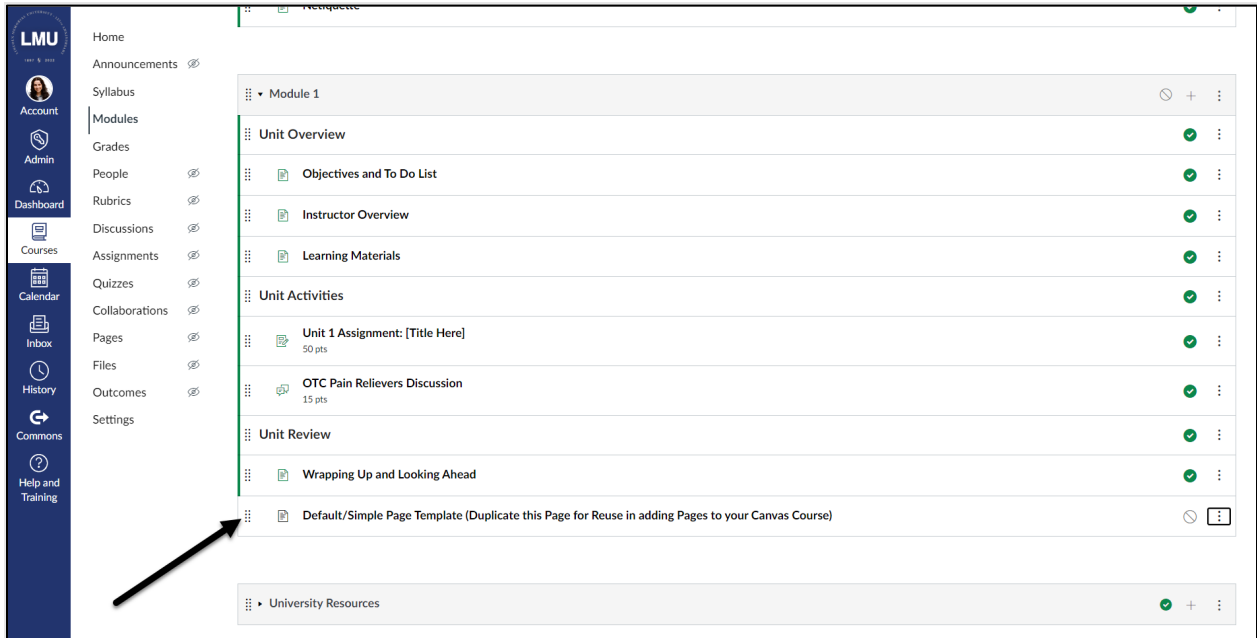 Netiquette
LMU
Account
Admin
Dashboard
Courses
Calendar
Inbox
History
Commons
Help and
Training
Home
Announcements
Syllabus
Modules
Grades
People
Rubrics
Discussions
Assignments
Quizzes
Collaborations
Pages
Files
Outcomes
Settings
Module 1
Unit Overview
Objectives and To Do List
Instructor Overview
Learning Materials
Unit Activities
Unit 1 Assignment: [Title Here]
50 pts
OTC Pain Relievers Discussion
15 pts
Unit Review
Wrapping Up and Looking Ahead
Default/Simple Page Template (Duplicate this Page for Reuse in adding Pages to your Canvas Course)
University Resources